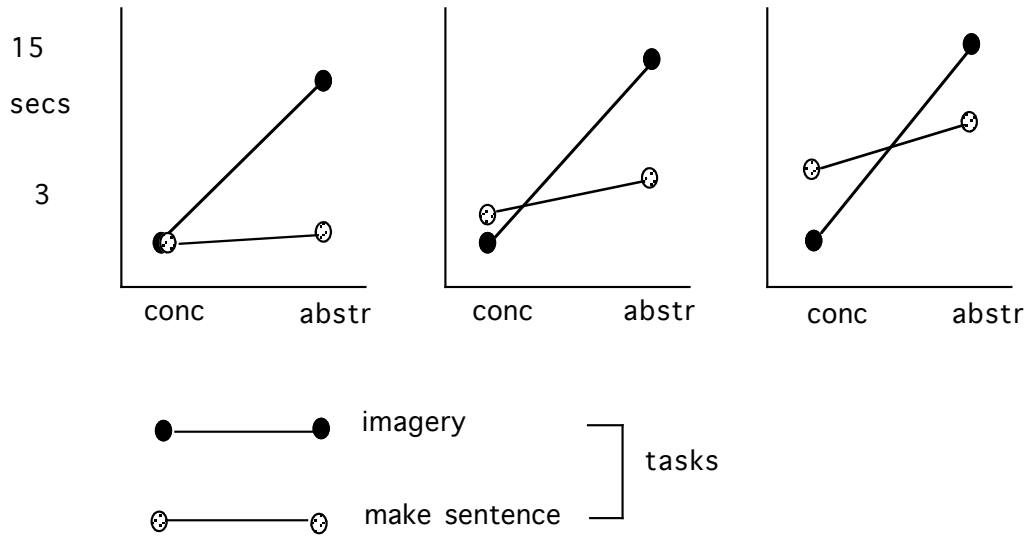 15
secs
3
conc abstr conc abstr conc abstr
imagery
tasks
make sentence